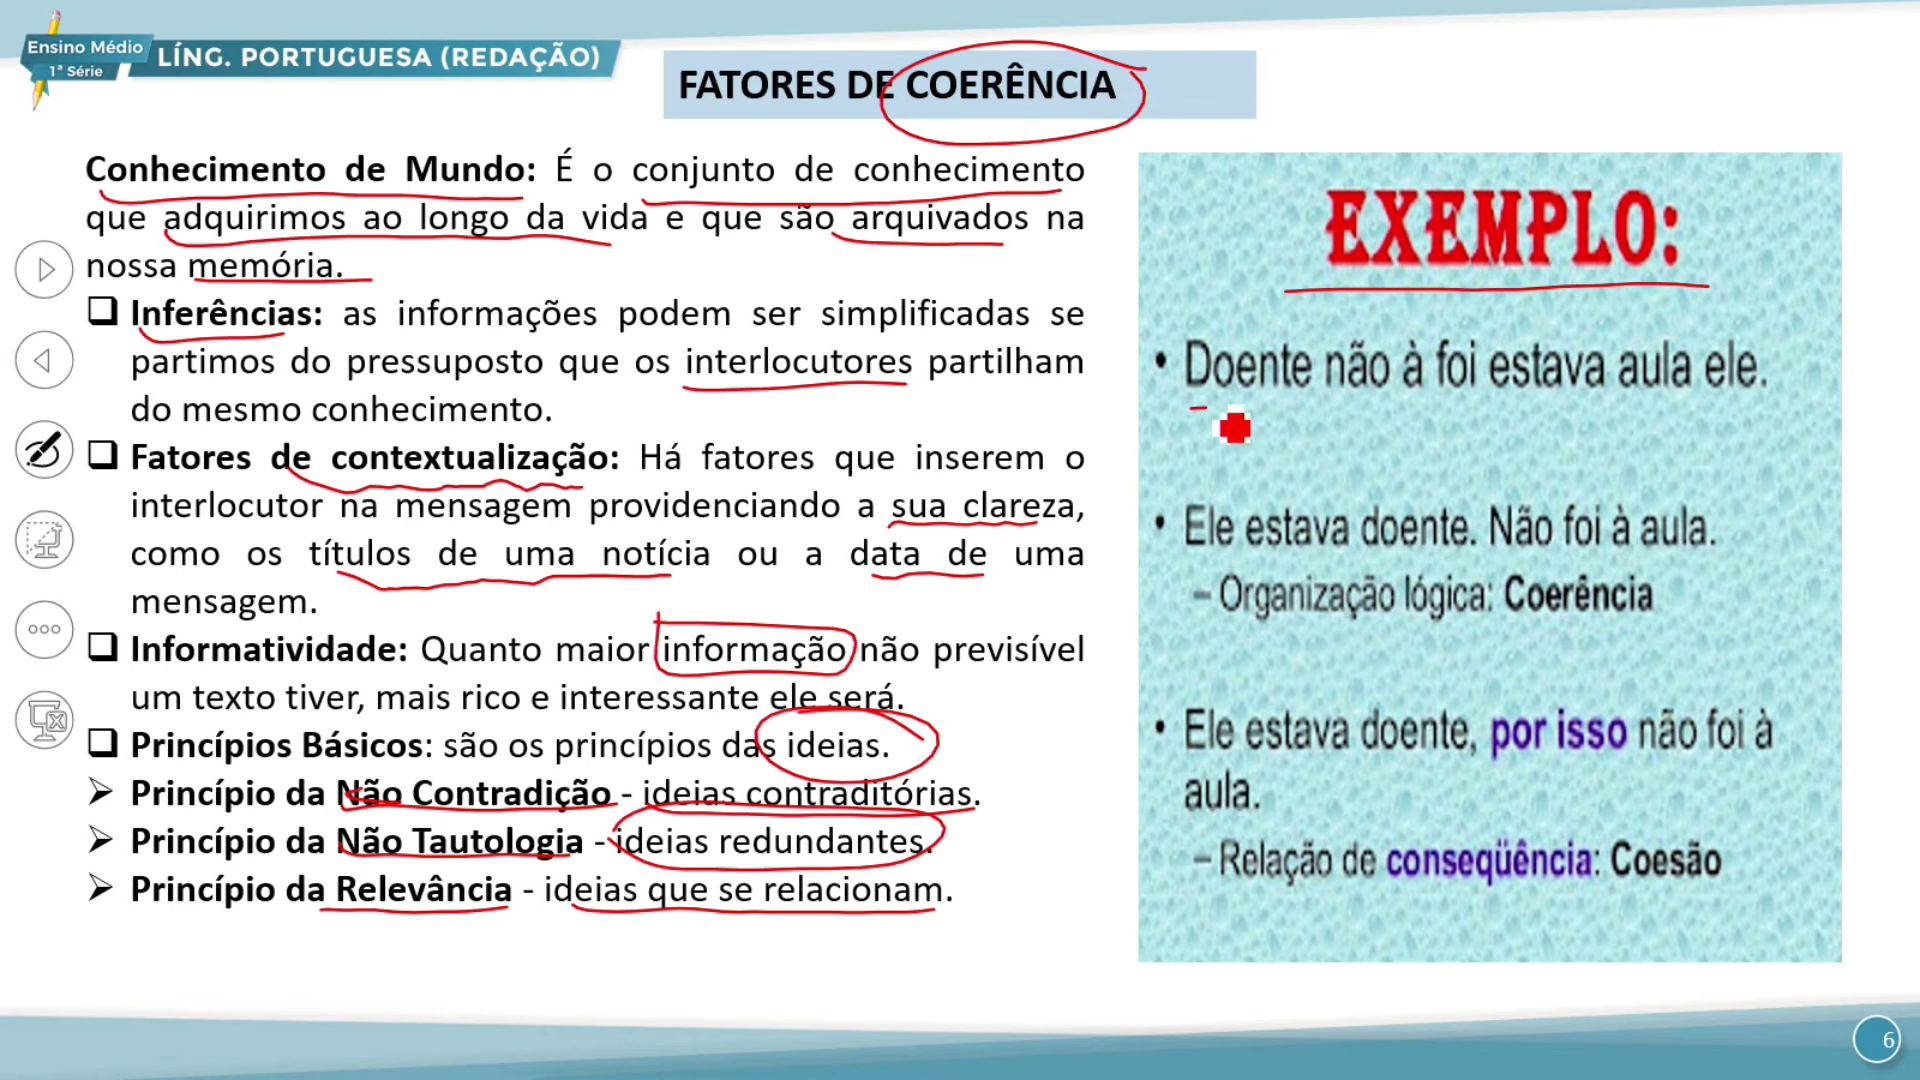 Ensino Médio
1ª Série
LÍNG. PORTUGUESA (REDAÇÃO)
FATORES DE COERÊNCIA
Conhecimento de Mundo: É o conjunto de conhecimento
que adquirimos ao longo da vida e que são arquivados na
nossa memória.
Inferências: as informações podem ser simplificadas se
partimos do pressuposto que os interlocutores partilham
do mesmo conhecimento.
Fatores de contextualização: Há fatores que inserem o
interlocutor na mensagem providenciando a sua clareza,
como os títulos de uma notícia ou a data de uma
mensagem.
Informatividade: Quanto maior informação não previsível
um texto tiver, mais rico e interessante ele será.
Princípios Básicos: são os princípios das ideias.
Princípio da Não Contradição - ideias contraditórias.
Princípio da Não Tautologia - ideias redundantes.
Princípio da Relevância - ideias que se relacionam.
EXEMPLO:
• Doente não à foi estava aula ele.
• Ele estava doente. Não foi à aula.
– Organização lógica: Coerência
• Ele estava doente, por isso não foi à
aula.
– Relação de conseqüência: Coesão
6